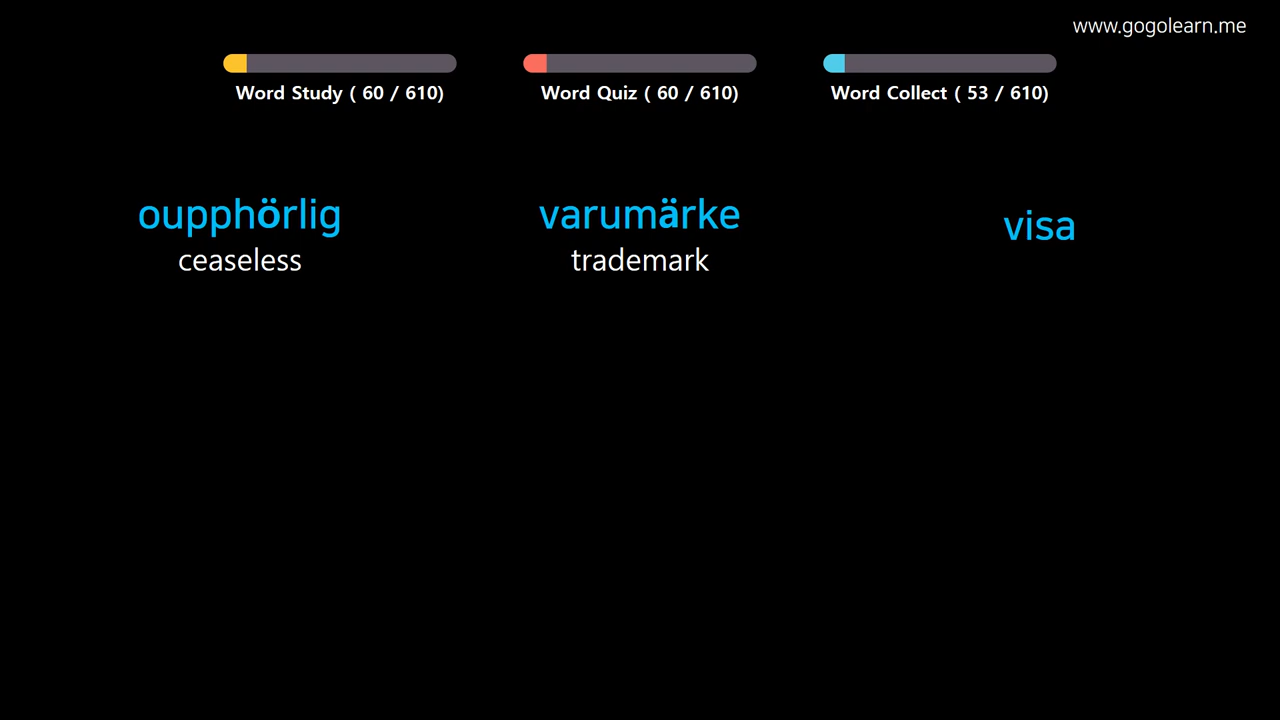 www.gogolearn.me
Word Study ( 60 / 610)
Word Quiz ( 60 / 610)
Word Collect ( 53 / 610)
oupphörlig
ceaseless
varumärke
trademark
visa